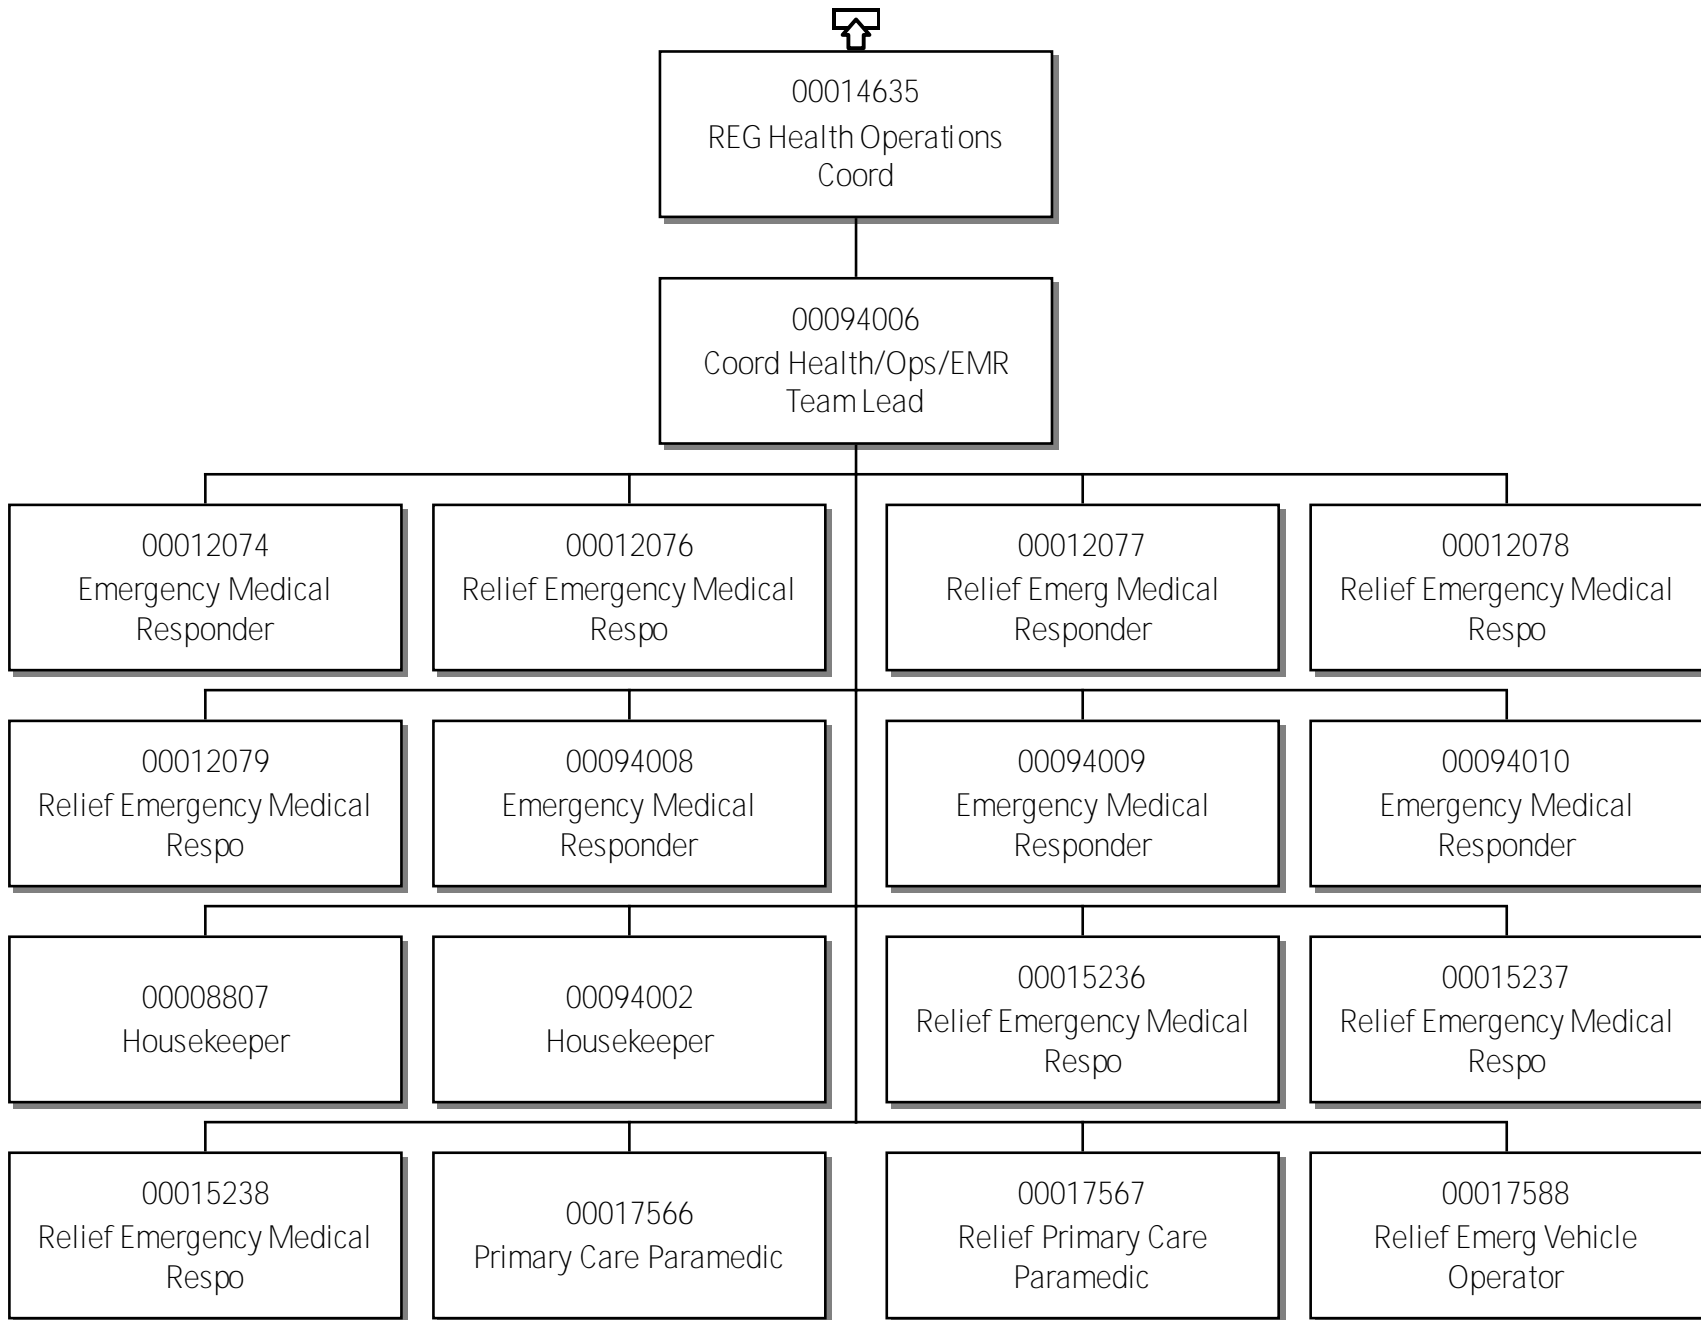 00014635
REG Health Operations
Coord
00094006
Coord Health/Ops/EMR
Team Lead
00012074
Emergency Medical
Responder
00012076
Relief Emergency Medical
Respo
00012077
Relief Emerg Medical
Responder
00012078
Relief Emergency Medical
Respo
00012079
Relief Emergency Medical
Respo
00094008
Emergency Medical
Responder
00094009
Emergency Medical
Responder
00094010
Emergency Medical
Responder
00008807
Housekeeper
00094002
Housekeeper
00015236
Relief Emergency Medical
Respo
00015237
Relief Emergency Medical
Respo
00015238
Relief Emergency Medical
Respo
00017566
Primary Care Paramedic
00017567
Relief Primary Care
Paramedic
00017588
Relief Emerg Vehicle
Operator